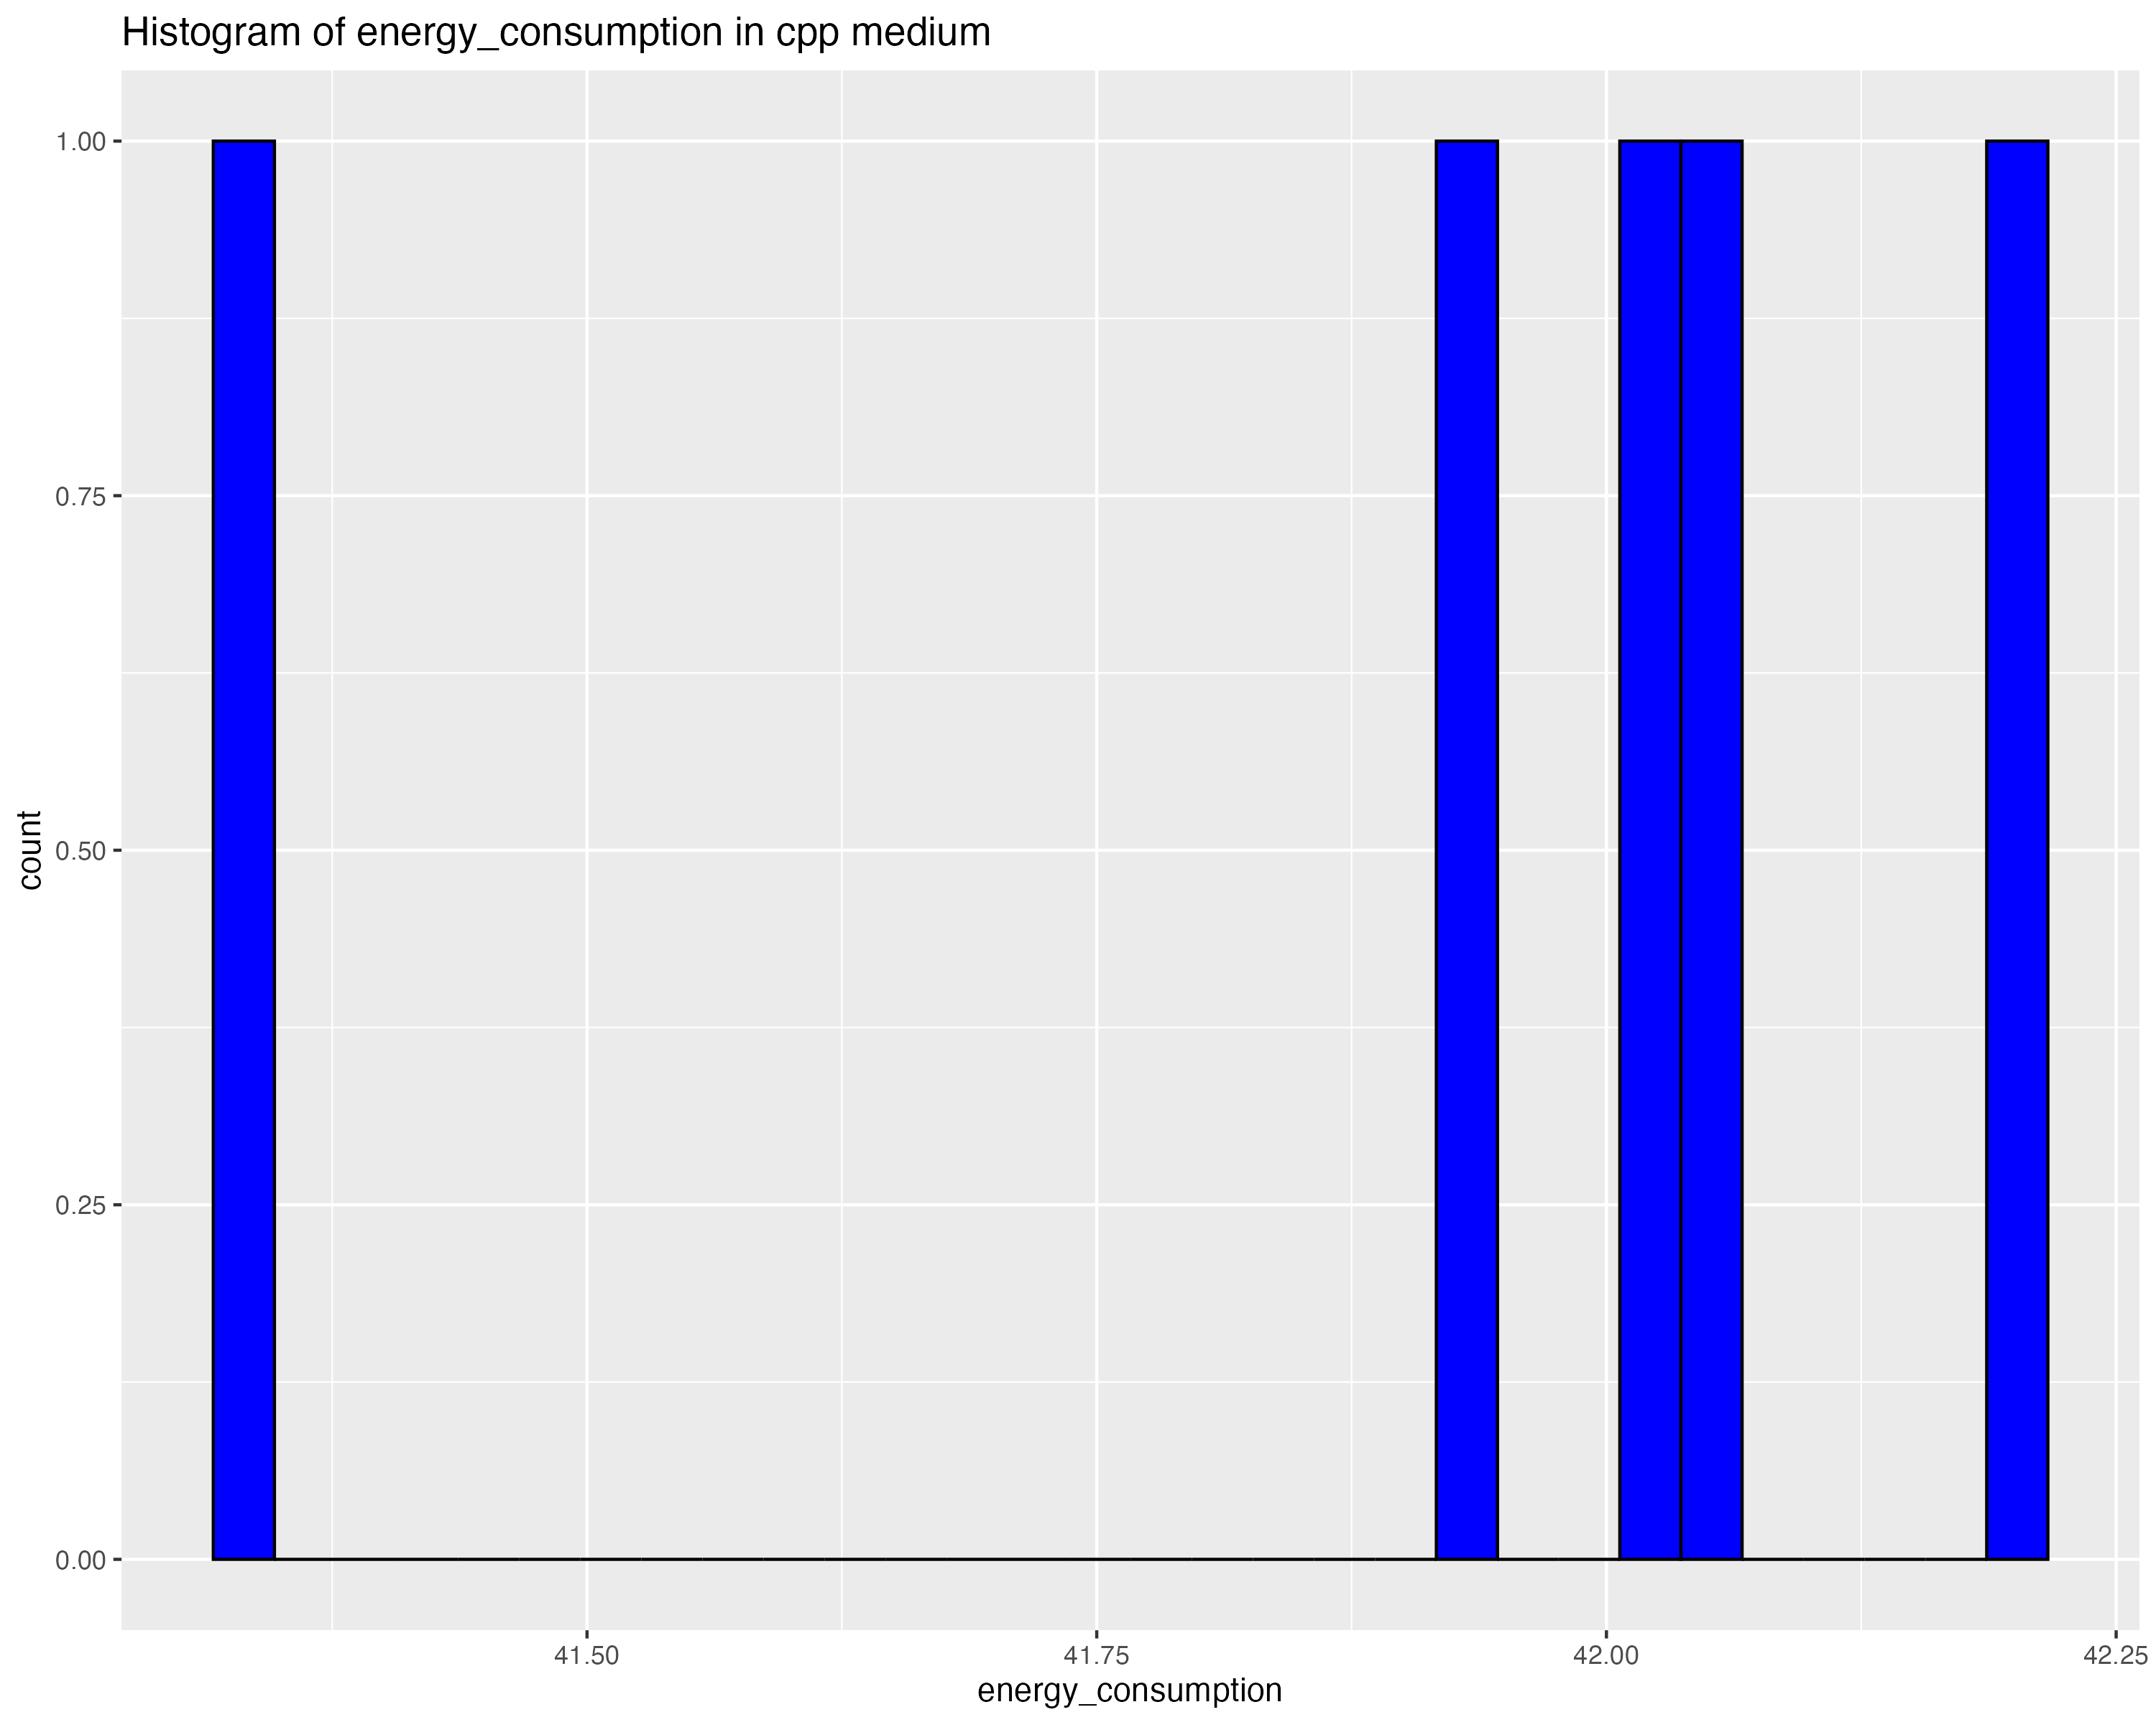 Histogram of energy_consumption in cpp medium
1.00
0.75
0.50
0.25
0.00
count
41.50 41.75 42.00 42.25
energy_consumption